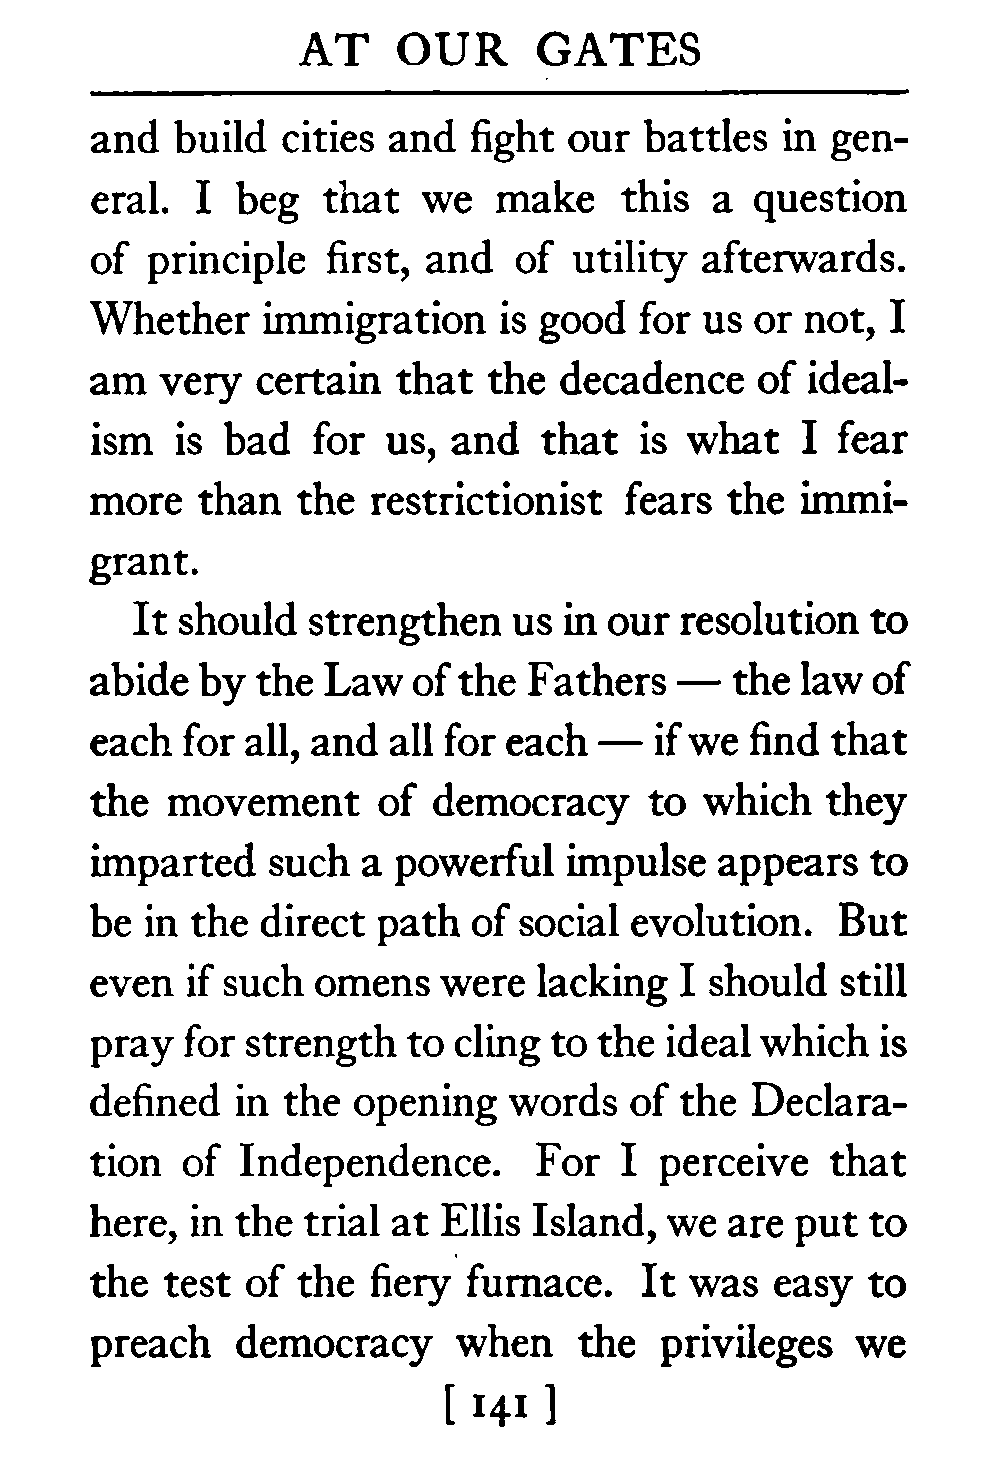 AT OUR GATES
and build cities and fight our battles in gen-
eral. I beg that we make this a question
of principle first, and of utility afterwards.
Whether immigration is good for us or not, I
am very certain that the decadence of ideal-
ism is bad for us, and that is what I fear
more than the restrictionist fears the immi-
grant.
It should strengthen us in our resolution to
abide by the Law of the Fathers — the law of
each for all, and all for each — if we find that
the movement of democracy to which they
imparted such a powerful impulse appears to
be in the direct path of social evolution. But
even if such omens were lacking I should still
pray for strength to cling to the ideal which is
defined in the opening words of the Declara-
tion of Independence. For I perceive that
here, in the trial at Ellis Island, we are put to
the test of the fiery furnace. It was easy to
preach democracy when the privileges we
[ 141 ]